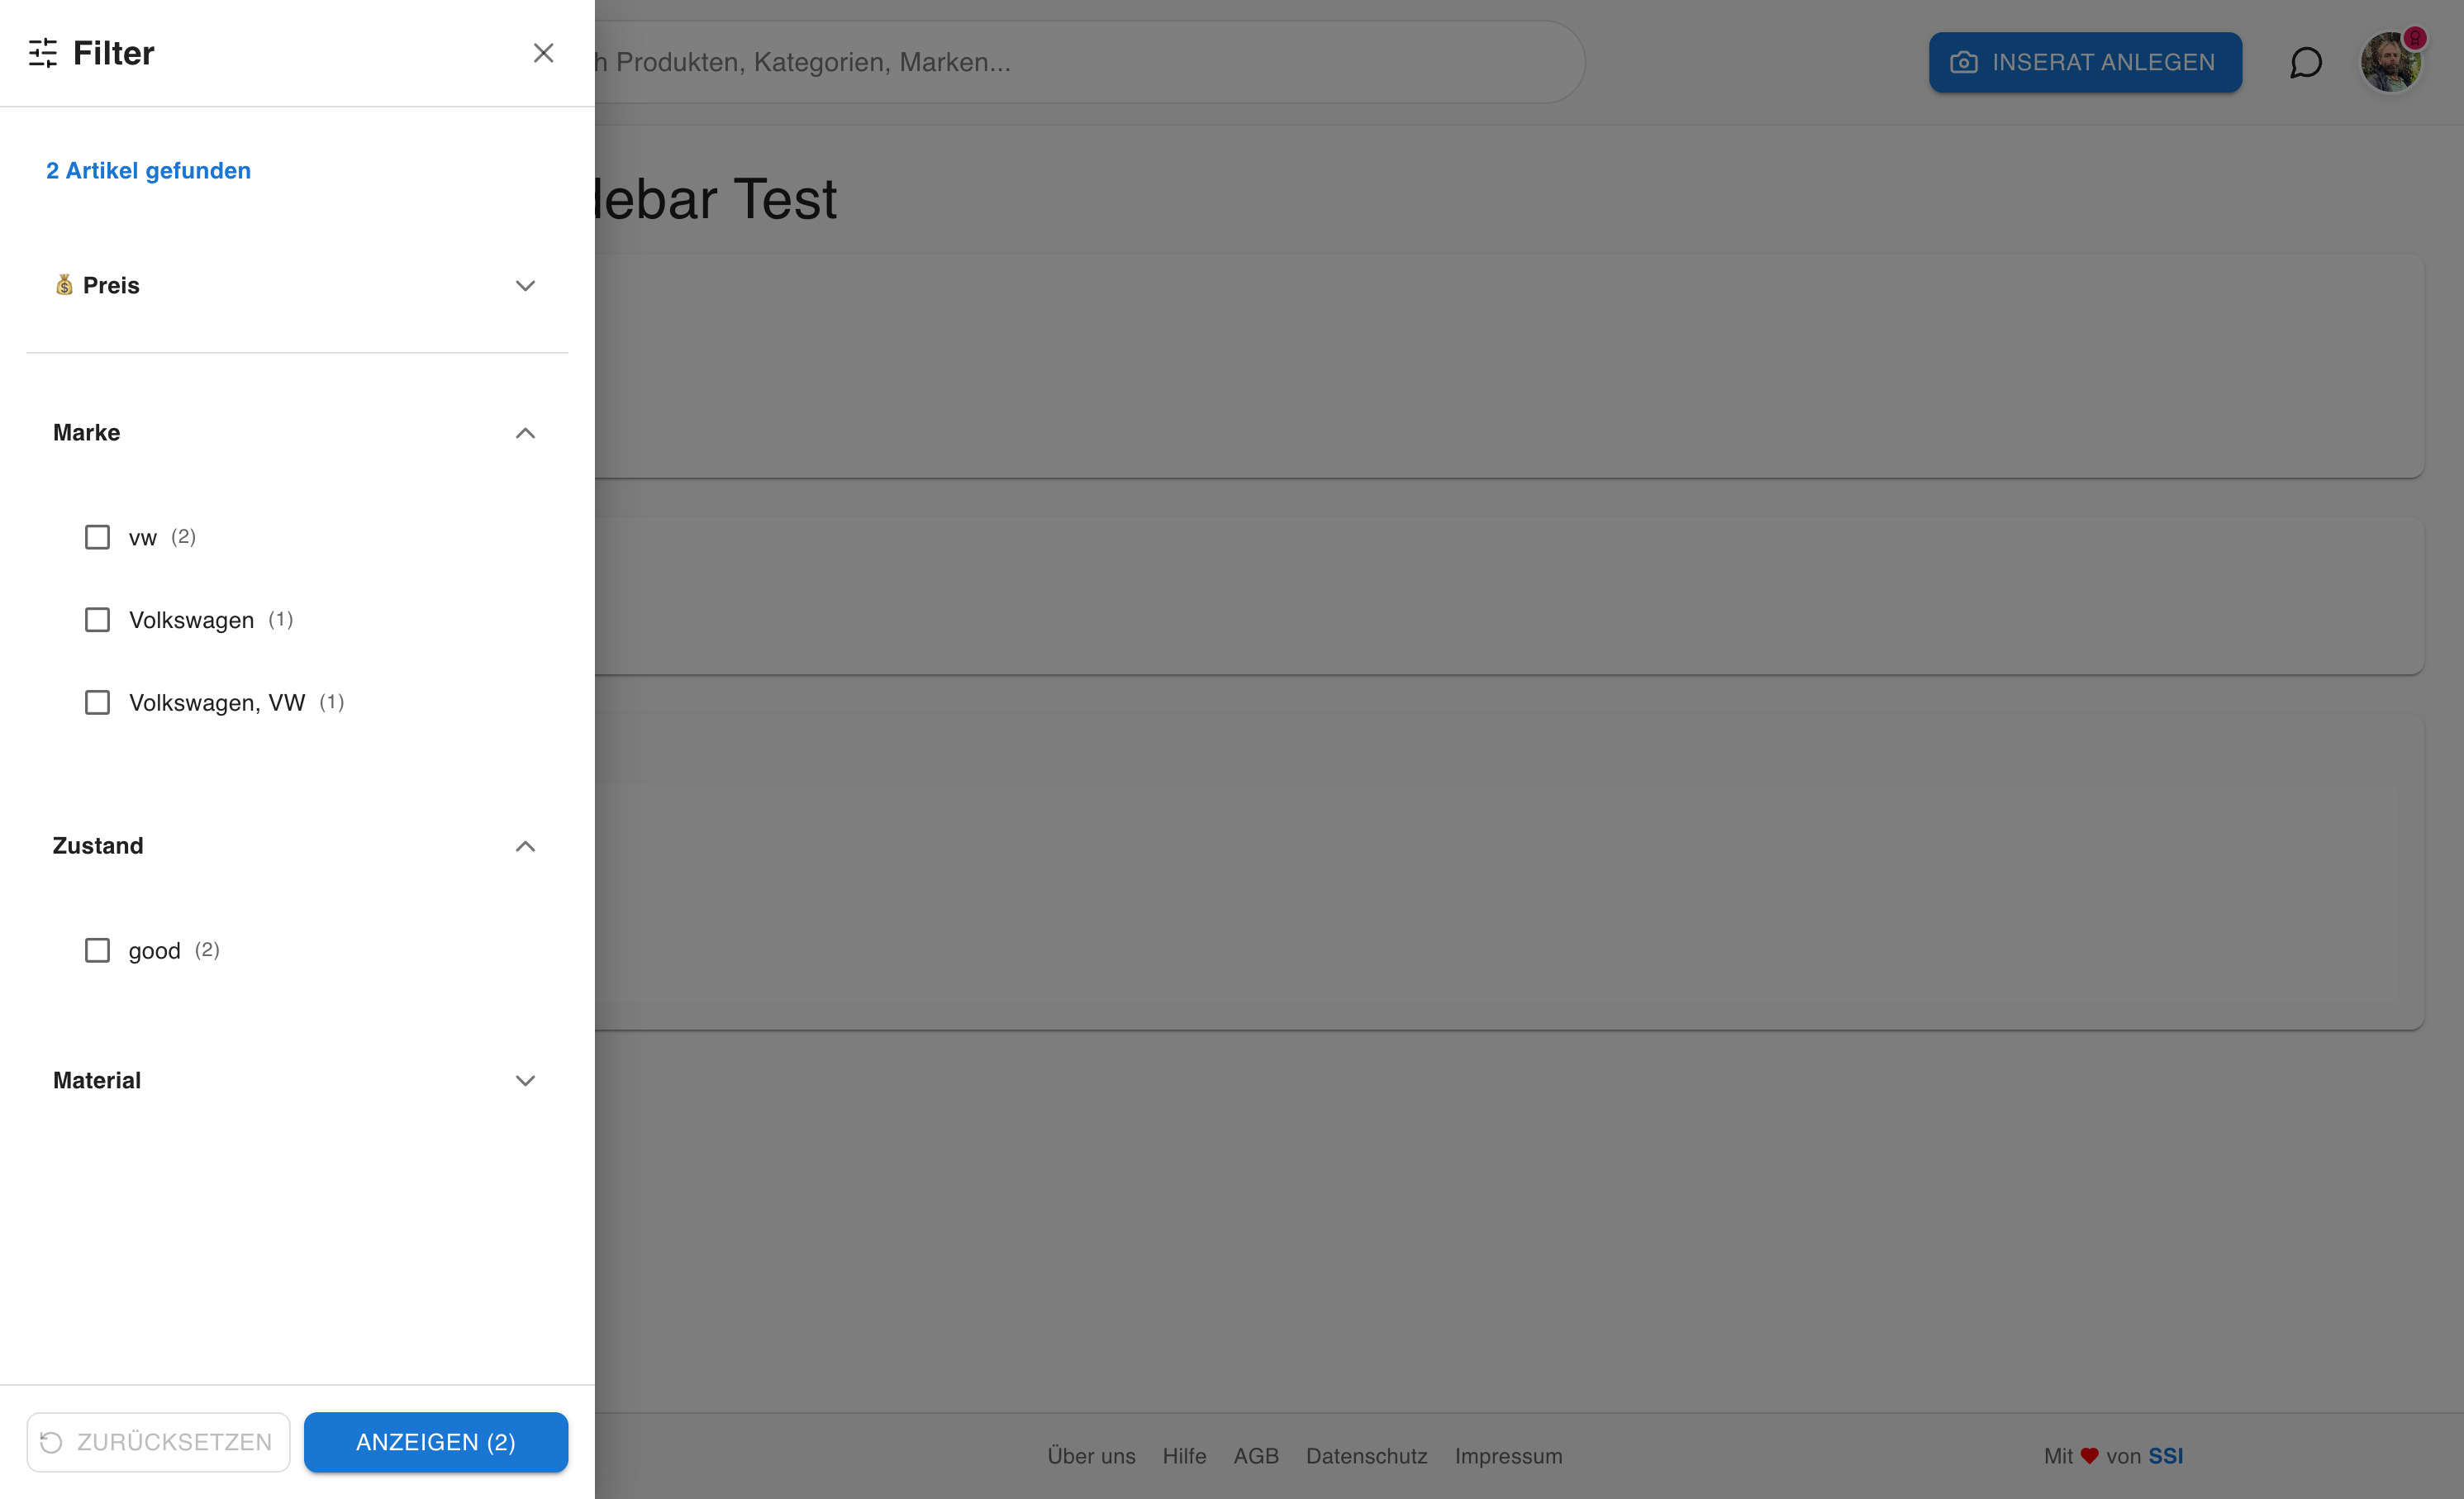 Filter
h Produkten, Kategorien, Marken...
INSERAT ANLEGEN
2 Artikel gefunden
debar Test
Preis
Marke
vw (2)
Volkswagen (1)
Volkswagen, VW (1)
Zustand
good (2)
Material
ZURÜCKSETZEN
ANZEIGEN (2)
Über uns Hilfe AGB Datenschutz Impressum
Mit ❤ von SSI